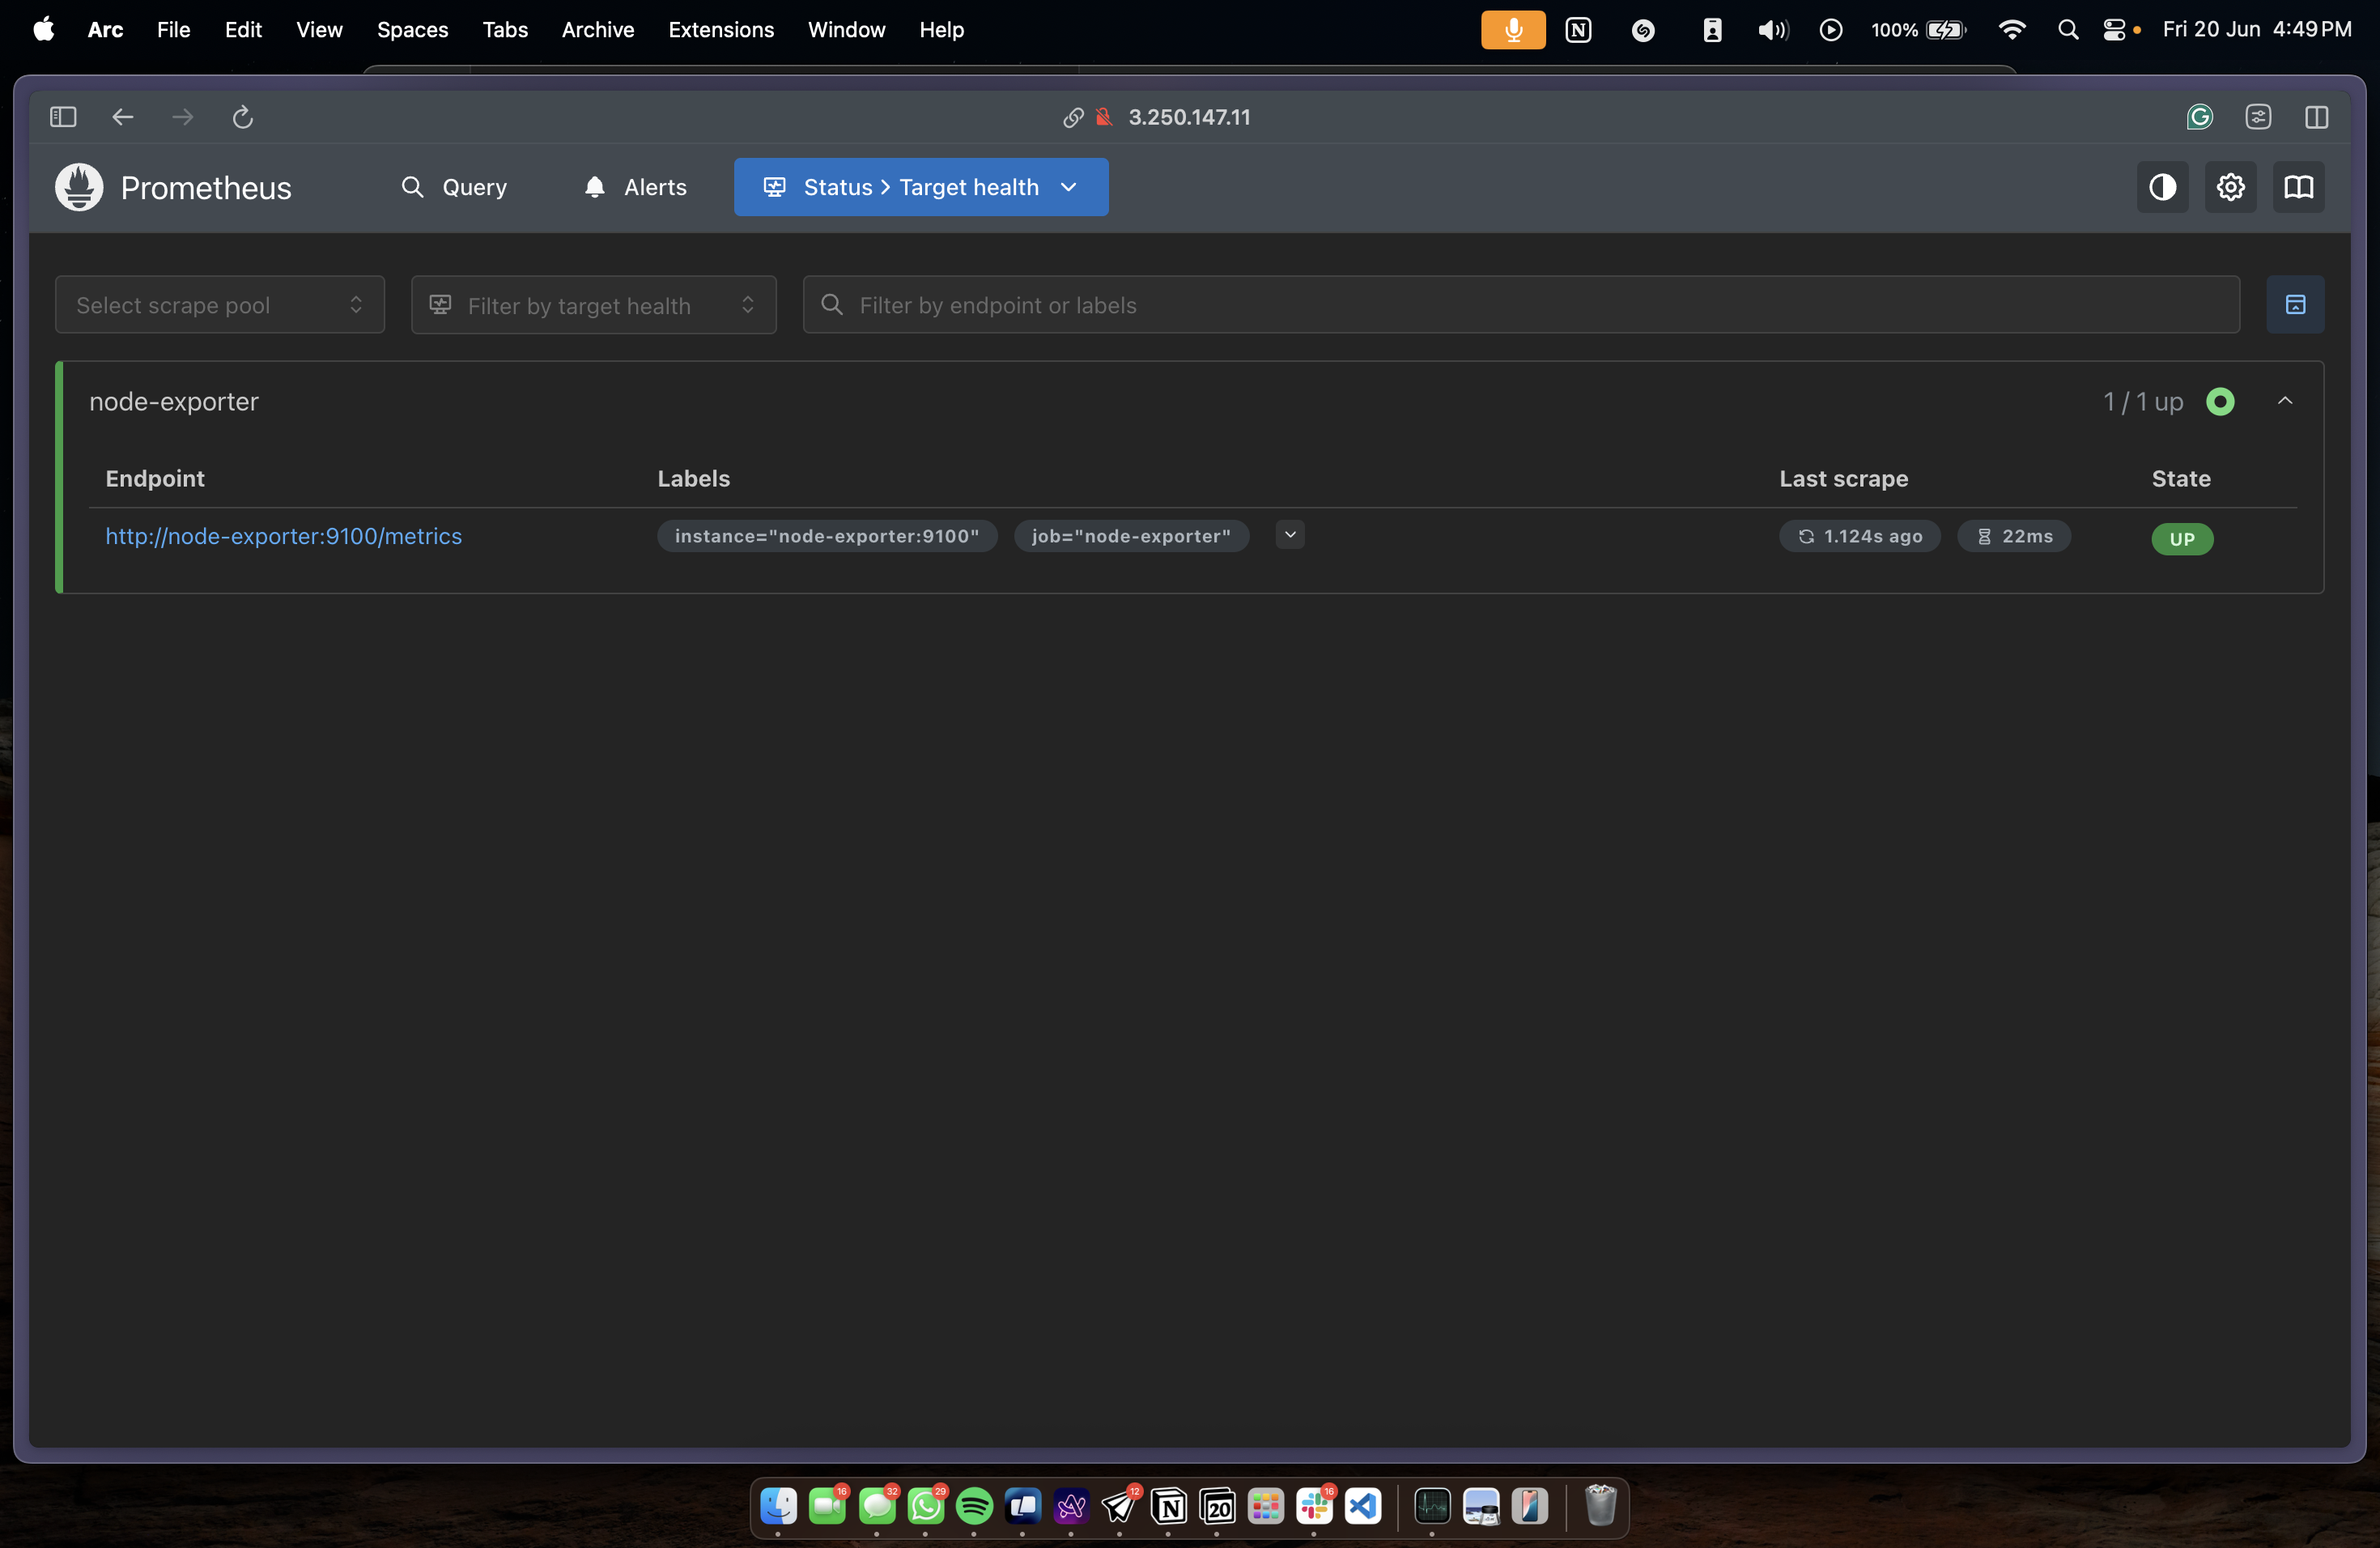 Arc File Edit View Spaces Tabs Archive Extensions Window Help 100% Fri 20 Jun 4:49 PM
3.250.147.11
Prometheus Query Alerts Status > Target health
Select scrape pool Filter by target health Filter by endpoint or labels
node-exporter 1 / 1 up
Endpoint Labels Last scrape State
http://node-exporter:9100/metrics instance="node-exporter:9100" job="node-exporter" 1.124s ago 22ms UP
16 32 29 12 20 16